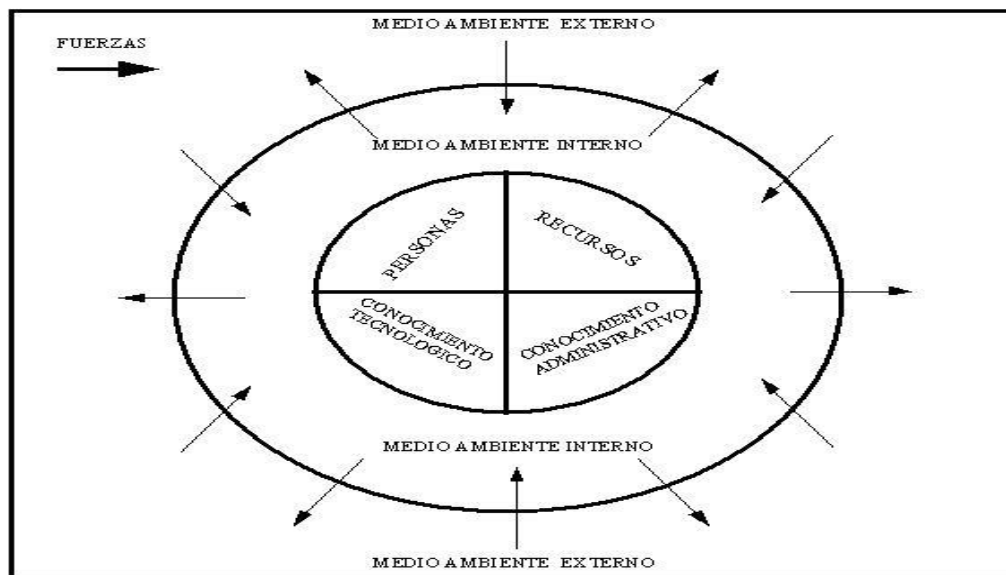 MEDIO AMBIENTE EXTERNO
FUERZAS
MEDIO AMBIENTE INTERNO
PERSONAS
RECURSOS
CONOCIMIENTO
TECNOLOGICO
CONOCIMIENTO
ADMINISTRATIVO
MEDIO AMBIENTE INTERNO
MEDIO AMBIENTE EXTERNO